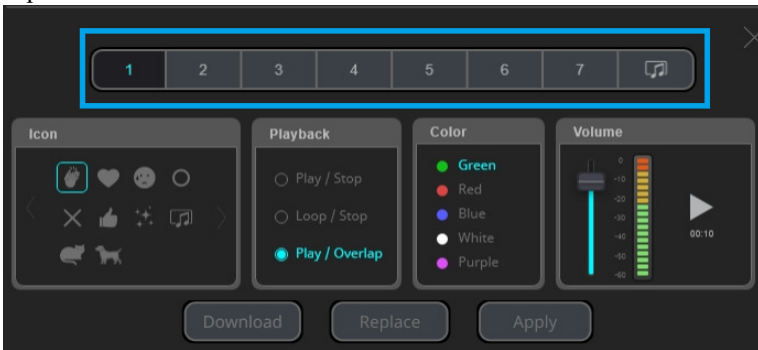 1 2 3 4 5 6 7
Icon
Playback
Play / Stop
Loop / Stop
Play / Overlap
Color
Green
Red
Blue
White
Purple
Volume
0
-10
-20
-30
-40
-50
-60
00:10
Download Replace Apply